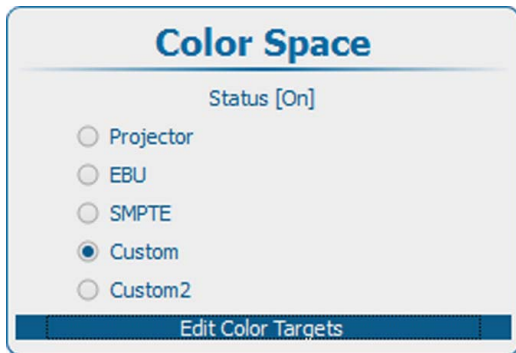 Color Space
Status [On]
Projector
EBU
SMPTE
Custom
Custom2
Edit Color Targets